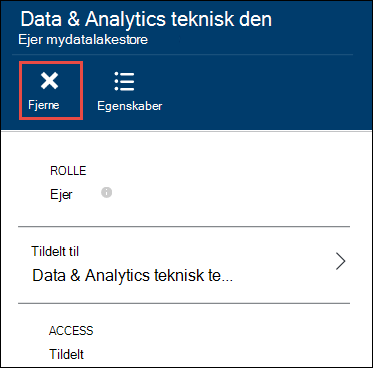 Data & Analytics teknisk den
Ejer mydatalakestore
Fjerne
Egenskaber
ROLLE
Ejer
Tildelt til
Data & Analytics teknisk te...
ACCESS
Tildelt